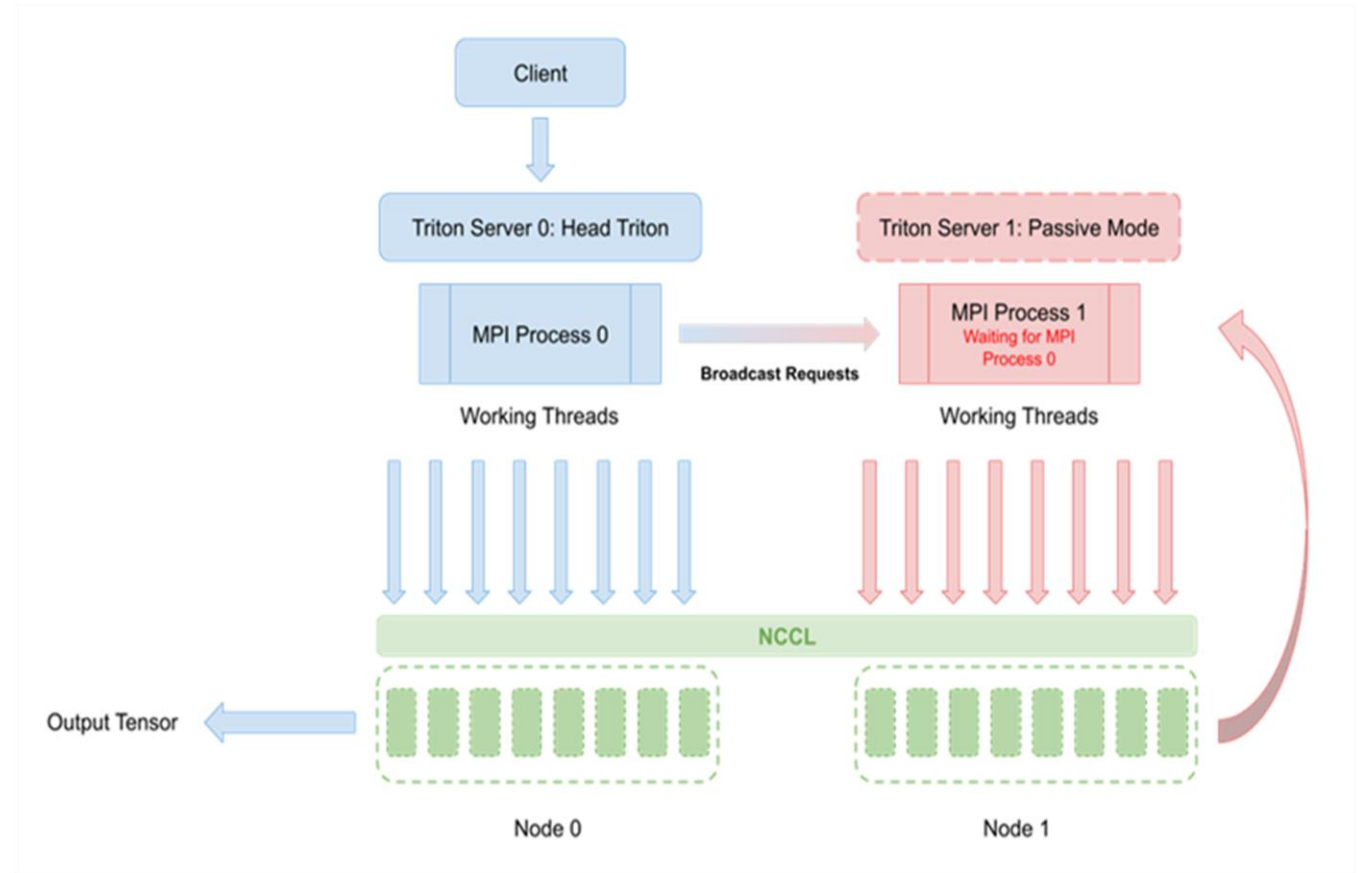 Client
Triton Server 0: Head Triton
Triton Server 1: Passive Mode
MPI Process 0
Broadcast Requests
MPI Process 1
Waiting for MPI
Process 0
Working Threads
Working Threads
NCCL
Output Tensor
Node 0
Node 1